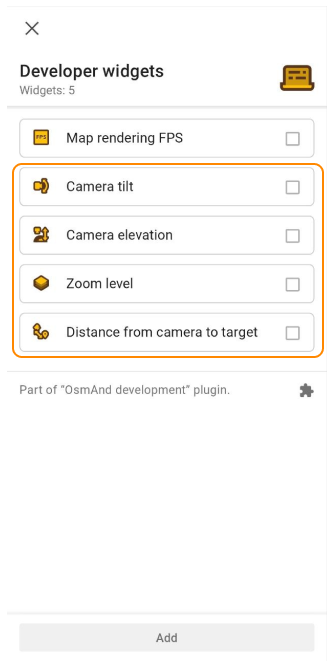 Developer widgets
Widgets: 5
FPS
Map rendering FPS
Camera tilt
Camera elevation
Zoom level
Distance from camera to target
Part of “OsmAnd development” plugin.
Add